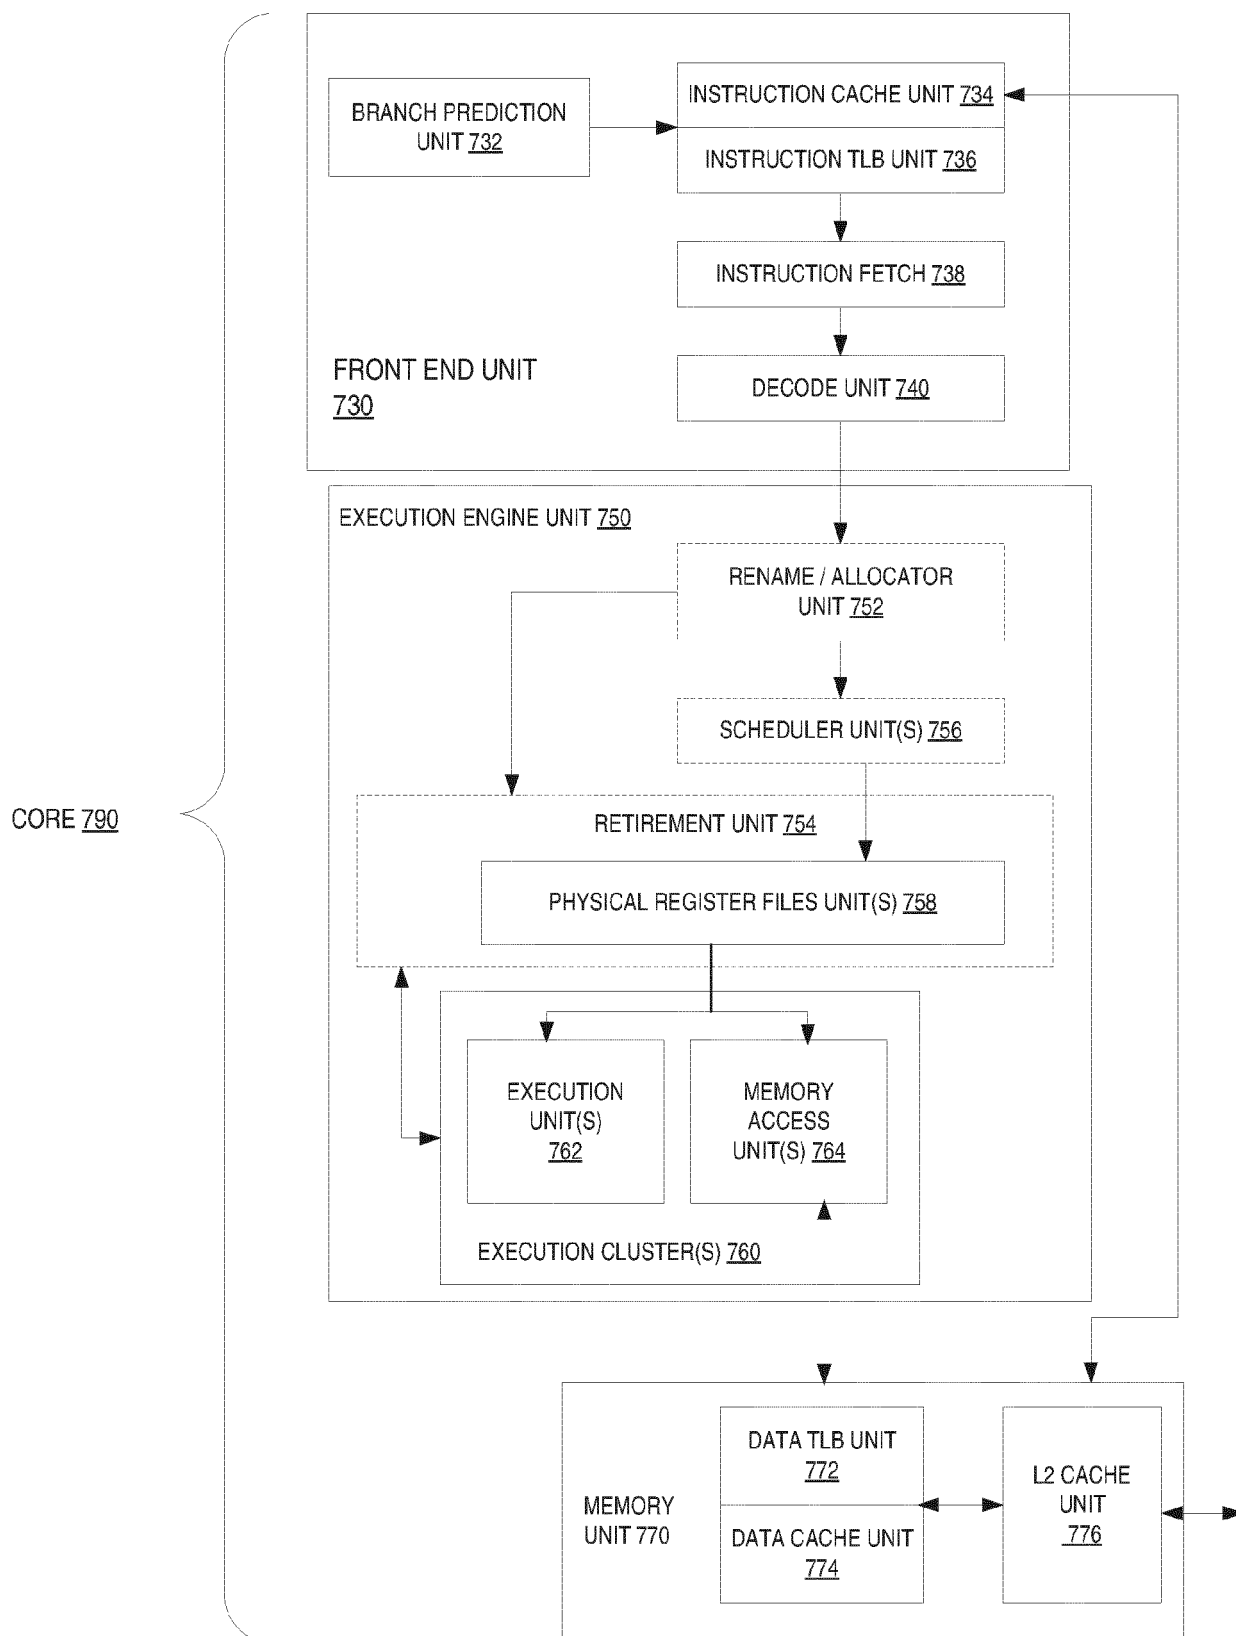 BRANCH PREDICTION
UNIT 732
INSTRUCTION CACHE UNIT 734
INSTRUCTION TLB UNIT 736
INSTRUCTION FETCH 738
FRONT END UNIT
730
DECODE UNIT 740
EXECUTION ENGINE UNIT 750
RENAME / ALLOCATOR
UNIT 752
SCHEDULER UNIT(S) 756
CORE 790
RETIREMENT UNIT 754
PHYSICAL REGISTER FILES UNIT(S) 758
EXECUTION
UNIT(S)
762
MEMORY
ACCESS
UNIT(S) 764
EXECUTION CLUSTER(S) 760
MEMORY
UNIT 770
DATA TLB UNIT
772
DATA CACHE UNIT
774
L2 CACHE
UNIT
776